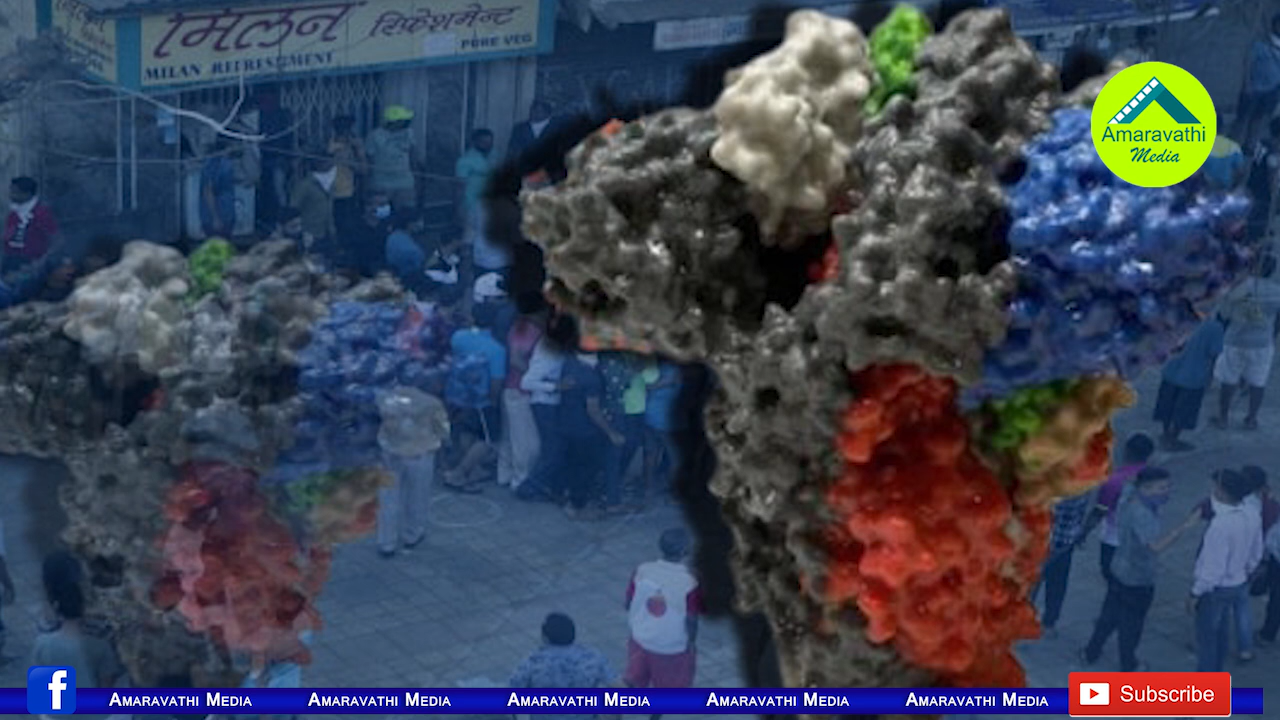 मिलन रिफ्रेशमेन्ट
MILAN REFRESHMENT PURE VEG
Amaravathi
Media
f AMARAVATHI MEDIA AMARAVATHI MEDIA AMARAVATHI MEDIA AMARAVATHI MEDIA AMARAVATHI MEDIA Subscribe